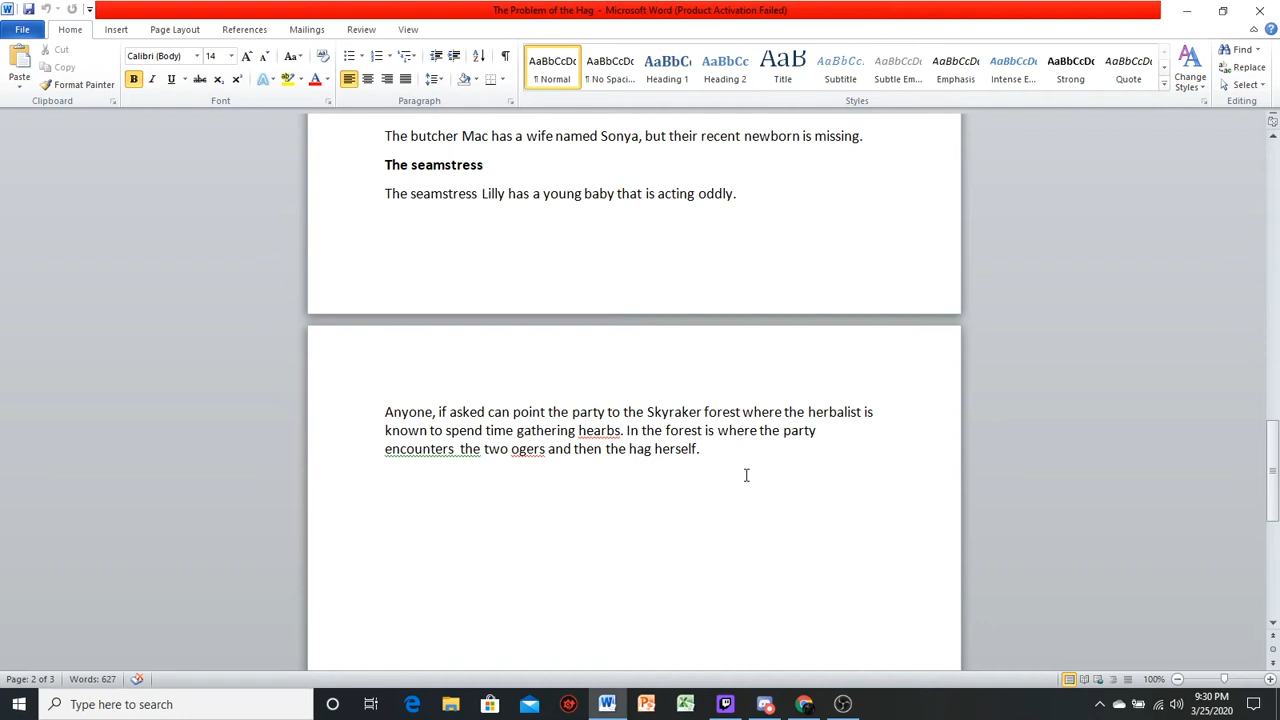 The Problem of the Hag - Microsoft Word (Product Activation Failed)
File Home Insert Page Layout References Mailings Review View
Paste Cut Copy Format Painter
Calibri (Body) 14
AaBbCcDc AaBbCcDc AaBbC AaBbCc AaB AaBbCc. AaBbCcDc AaBbCcDc AaBbCcDc AaBbCcDc AaBbCcDc
¶ Normal ¶ No Spaci... Heading 1 Heading 2 Title Subtitle Subtle Em... Emphasis Intense E... Strong Quote
Change Styles
Find Replace Select
Clipboard Font Paragraph Styles Editing
The butcher Mac has a wife named Sonya, but their recent newborn is missing.
The seamstress
The seamstress Lilly has a young baby that is acting oddly.
Anyone, if asked can point the party to the Skyraker forest where the herbalist is
known to spend time gathering hearbs. In the forest is where the party
encounters  the two ogers and then the hag herself.
Page: 2 of 3 Words: 627 100%
Type here to search
9:30 PM
3/25/2020